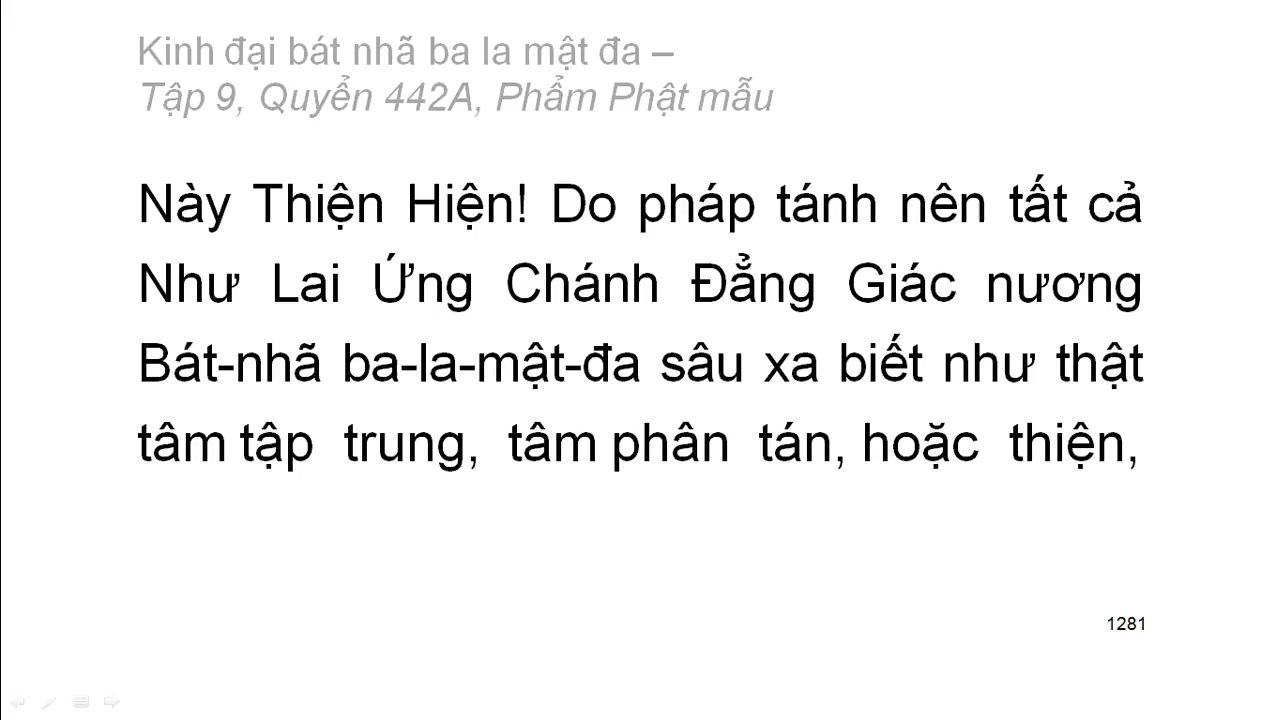 Kinh đại bát nhã ba la mật đa –
Tập 9, Quyển 442A, Phẩm Phật mẫu
Này Thiện Hiện! Do pháp tánh nên tất cả
Như Lai Ứng Chánh Đẳng Giác nương
Bát-nhã ba-la-mật-đa sâu xa biết như thật
tâm tập trung, tâm phân tán, hoặc thiện,
1281